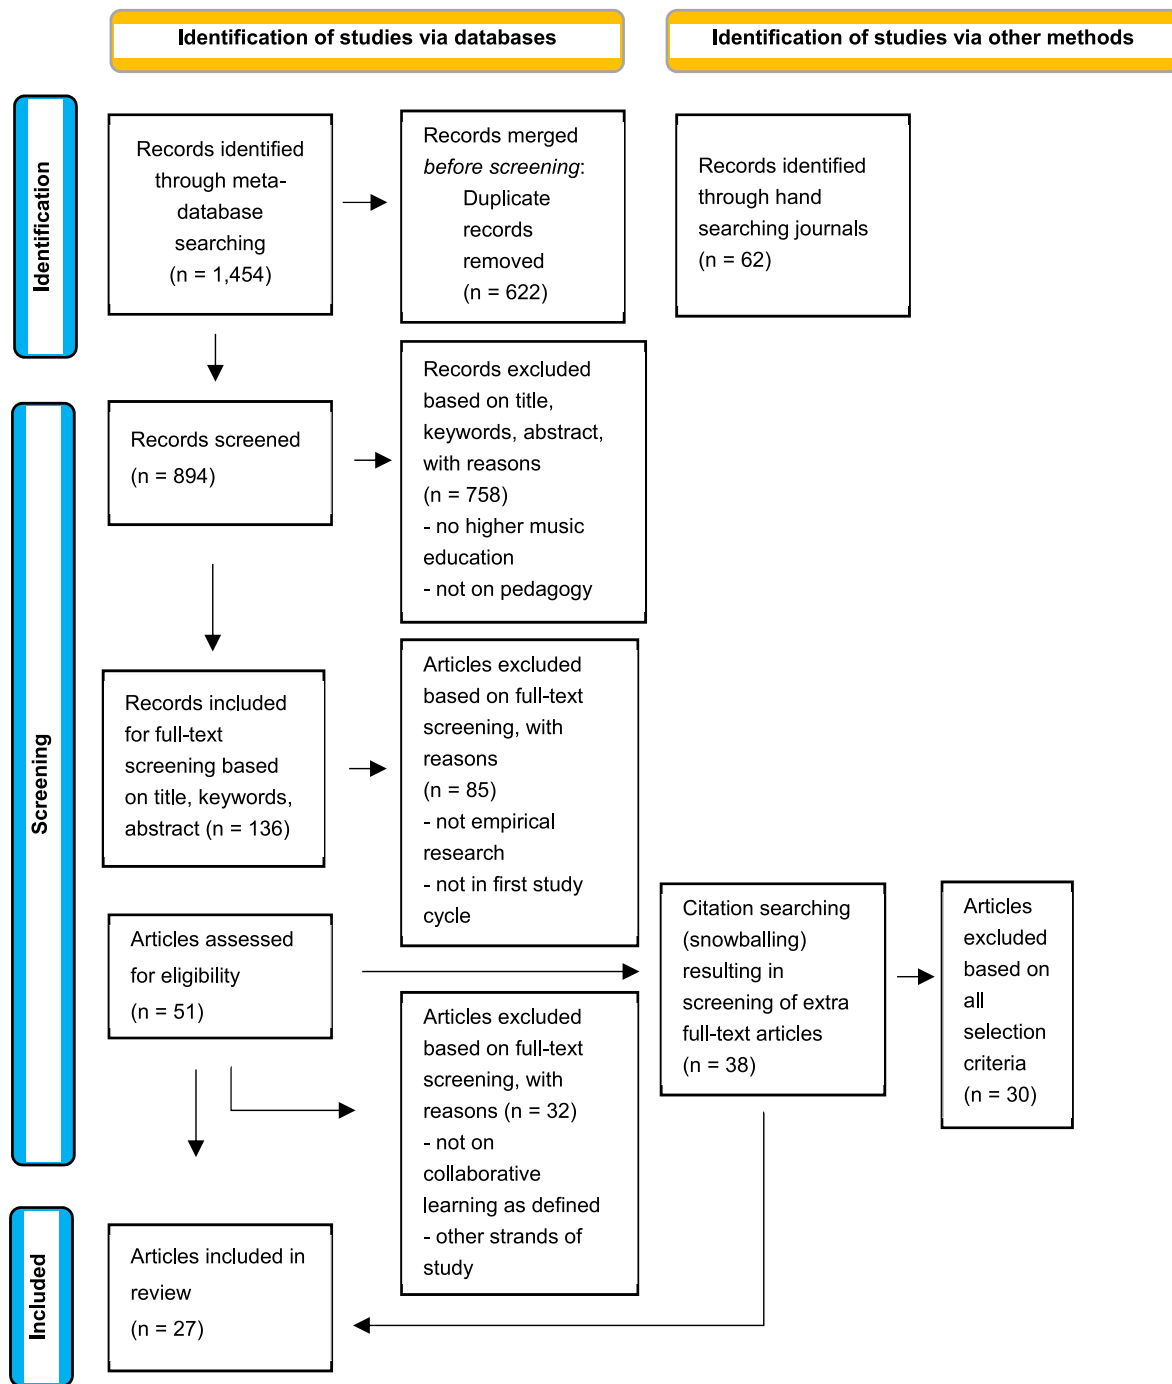 Identification of studies via databases
Identification of studies via other methods
Identification
Records identified
through meta-
database
searching
(n = 1,454)
Records merged
before screening:
Duplicate
records
removed
(n = 622)
Records identified
through hand
searching journals
(n = 62)
Screening
Records screened
(n = 894)
Records excluded
based on title,
keywords, abstract,
with reasons
(n = 758)
- no higher music
education
- not on pedagogy
Records included
for full-text
screening based
on title, keywords,
abstract (n = 136)
Articles excluded
based on full-text
screening, with
reasons
(n = 85)
- not empirical
research
- not in first study
cycle
Articles assessed
for eligibility
(n = 51)
Citation searching
(snowballing)
resulting in
screening of extra
full-text articles
(n = 38)
Articles
excluded
based on
all
selection
criteria
(n = 30)
Articles excluded
based on full-text
screening, with
reasons (n = 32)
- not on
collaborative
learning as defined
- other strands of
study
Included
Articles included in
review
(n = 27)